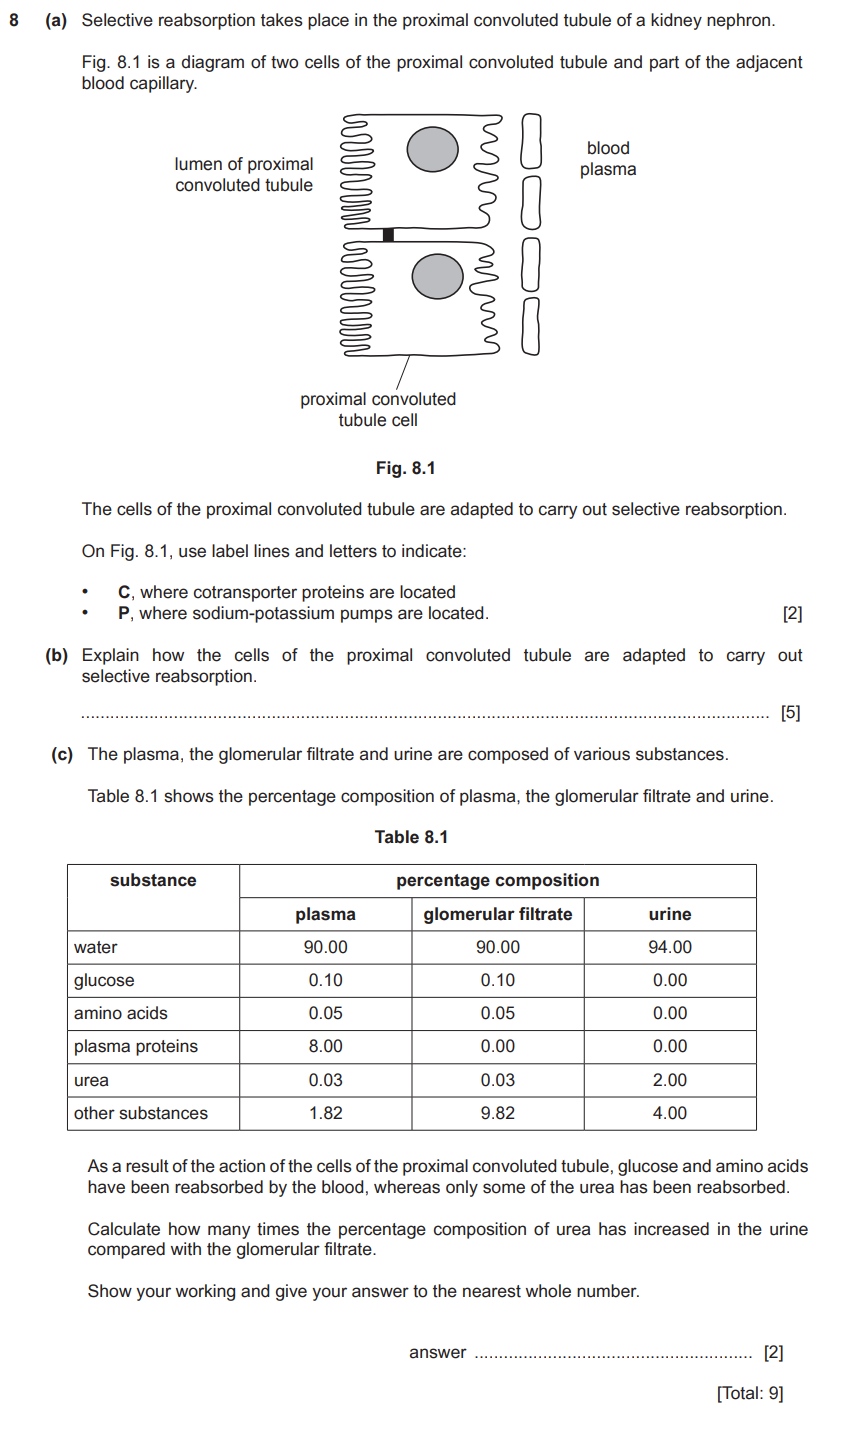 8 (a) Selective reabsorption takes place in the proximal convoluted tubule of a kidney nephron.
Fig. 8.1 is a diagram of two cells of the proximal convoluted tubule and part of the adjacent
blood capillary.
lumen of proximal
convoluted tubule
blood
plasma
proximal convoluted
tubule cell
Fig. 8.1
The cells of the proximal convoluted tubule are adapted to carry out selective reabsorption.
On Fig. 8.1, use label lines and letters to indicate:
• C, where cotransporter proteins are located
• P, where sodium-potassium pumps are located. [2]
(b) Explain how the cells of the proximal convoluted tubule are adapted to carry out
selective reabsorption.
.......................................................................................................................................... [5]
(c) The plasma, the glomerular filtrate and urine are composed of various substances.
Table 8.1 shows the percentage composition of plasma, the glomerular filtrate and urine.
Table 8.1
substance percentage composition
plasma glomerular filtrate urine
water 90.00 90.00 94.00
glucose 0.10 0.10 0.00
amino acids 0.05 0.05 0.00
plasma proteins 8.00 0.00 0.00
urea 0.03 0.03 2.00
other substances 1.82 9.82 4.00
As a result of the action of the cells of the proximal convoluted tubule, glucose and amino acids
have been reabsorbed by the blood, whereas only some of the urea has been reabsorbed.
Calculate how many times the percentage composition of urea has increased in the urine
compared with the glomerular filtrate.
Show your working and give your answer to the nearest whole number.
answer ........................................................ [2]
[Total: 9]